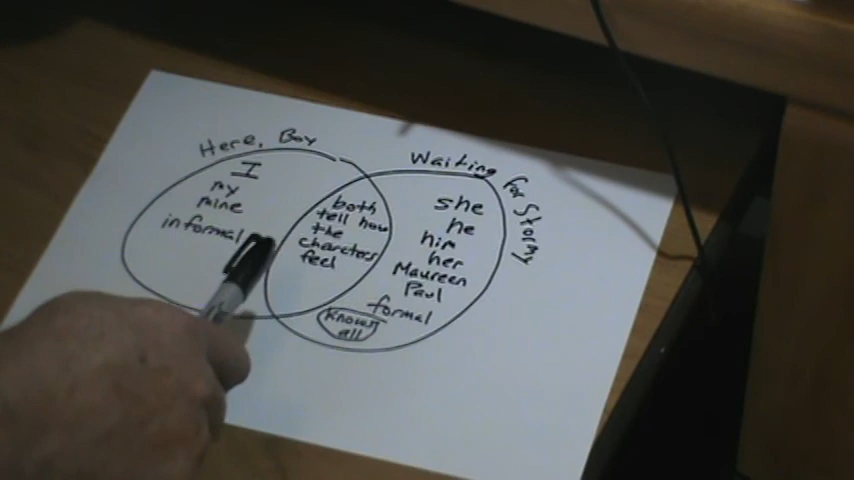 Here, Boy
I
my
mine
informal
both
tell how
the
charcters
feel
Waiting for Stormy
she
he
him
her
Maureen
Paul
formal
knows
all